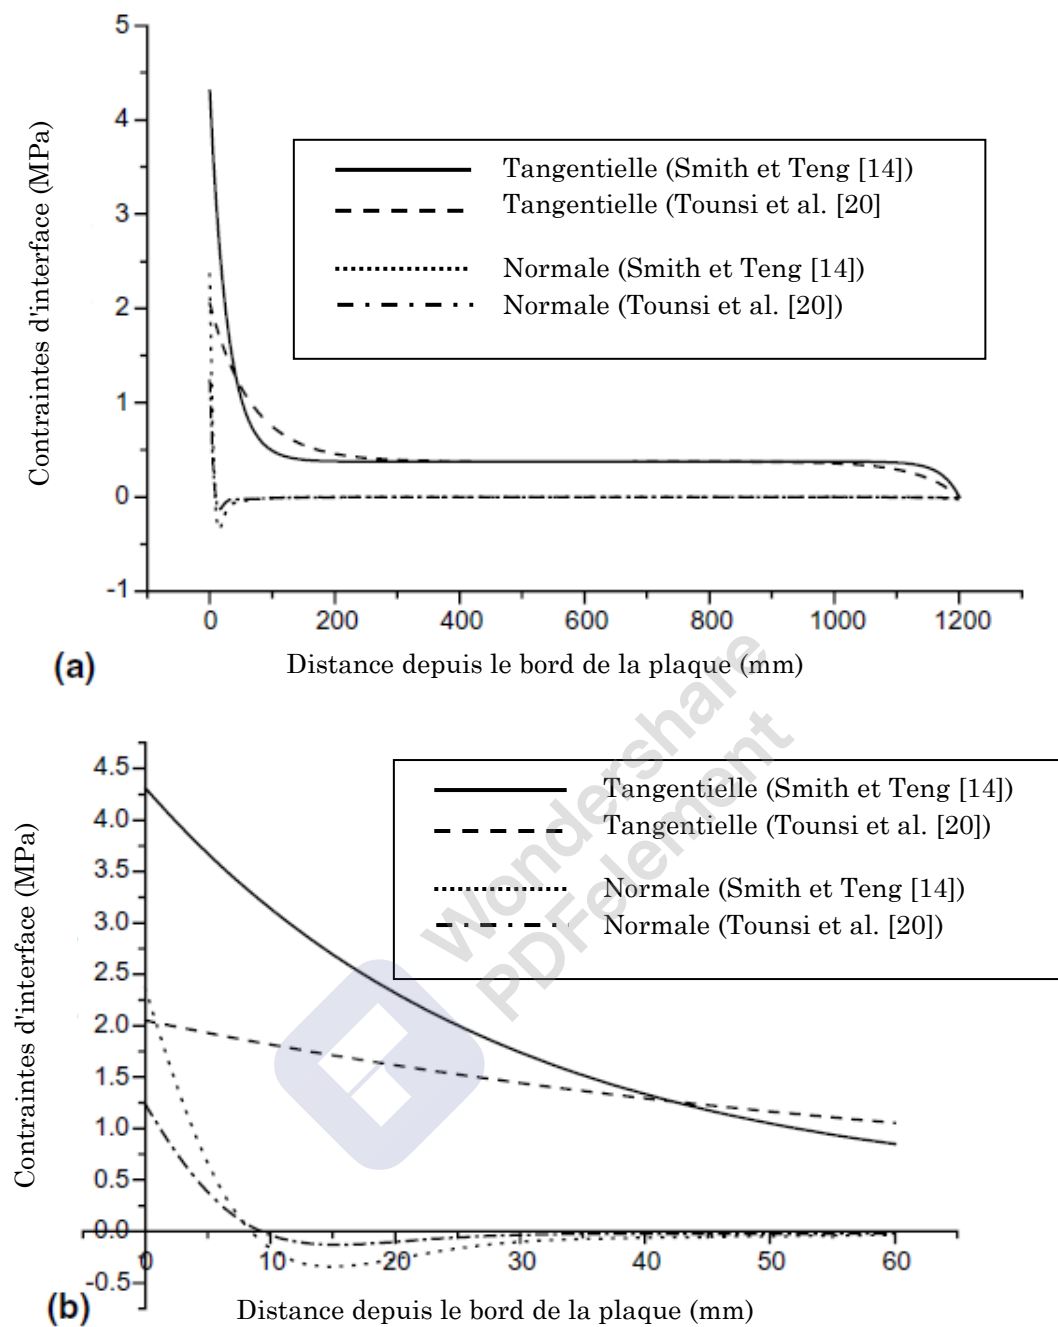 5
4
3
2
1
0
-1
Contraintes d'interface (MPa)
Tangentielle (Smith et Teng [14])
Tangentielle (Tounsi et al. [20]
Normale (Smith et Teng [14])
Normale (Tounsi et al. [20])
0 200 400 600 800 1000 1200
(a)
Distance depuis le bord de la plaque (mm)
Wondershare
PDFelement
4.5
4.0
3.5
3.0
2.5
2.0
1.5
1.0
0.5
0.0
-0.5
Contraintes d'interface (MPa)
Tangentielle (Smith et Teng [14])
Tangentielle (Tounsi et al. [20])
Normale (Smith et Teng [14])
Normale (Tounsi et al. [20])
0 10 20 30 40 50 60
(b)
Distance depuis le bord de la plaque (mm)